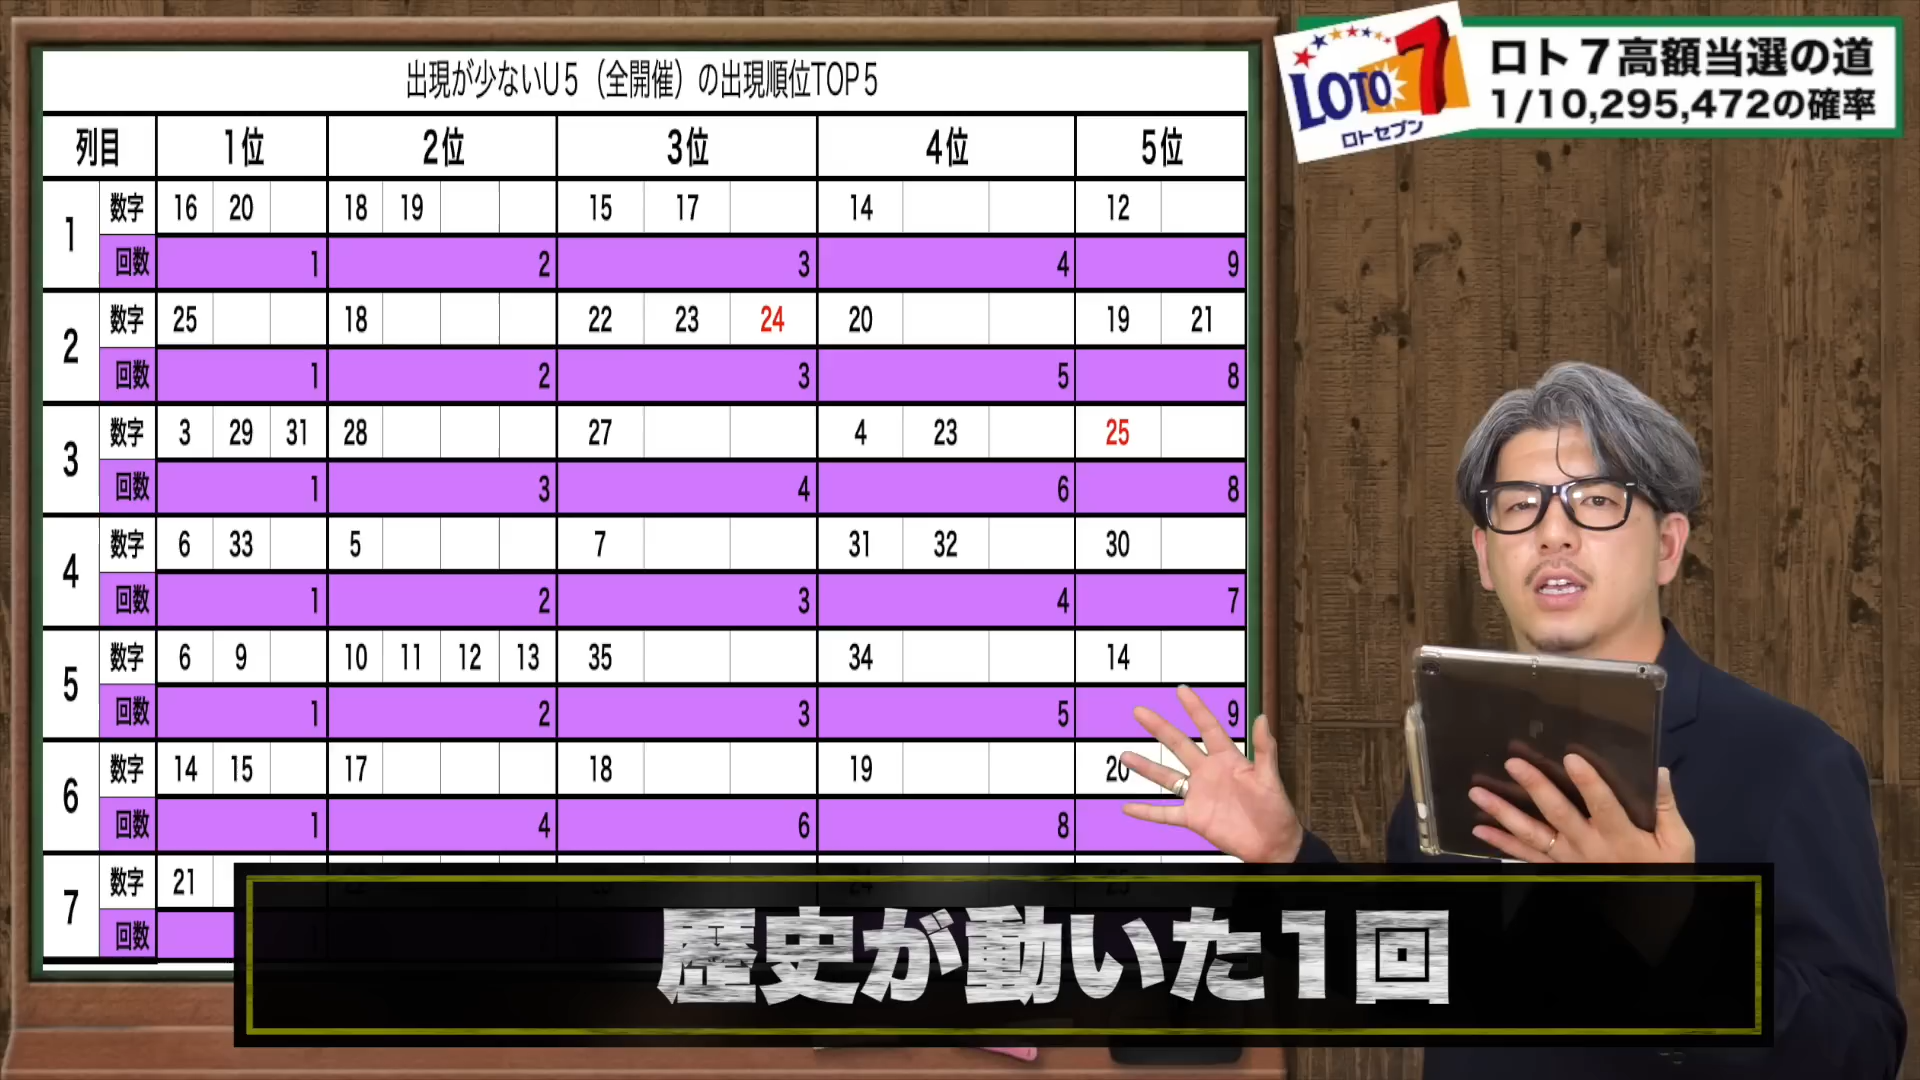 出現が少ないU5（全開催）の出現順位TOP5
列目 1位 2位 3位 4位 5位
1 数字 16 20 18 19 15 17 14 12
回数 1 2 3 4 9
2 数字 25 18 22 23 24 20 19 21
回数 1 2 3 5 8
3 数字 3 29 31 28 27 4 23 25
回数 1 3 4 6 8
4 数字 6 33 5 7 31 32 30
回数 1 2 3 4 7
5 数字 6 9 10 11 12 13 35 34 14
回数 1 2 3 5 9
6 数字 14 15 17 18 19 20
回数 1 4 6 8
7 数字 21
回数
LOTO 7
ロトセブン
ロト7高額当選の道
1/10,295,472の確率
歴史が動いた1回